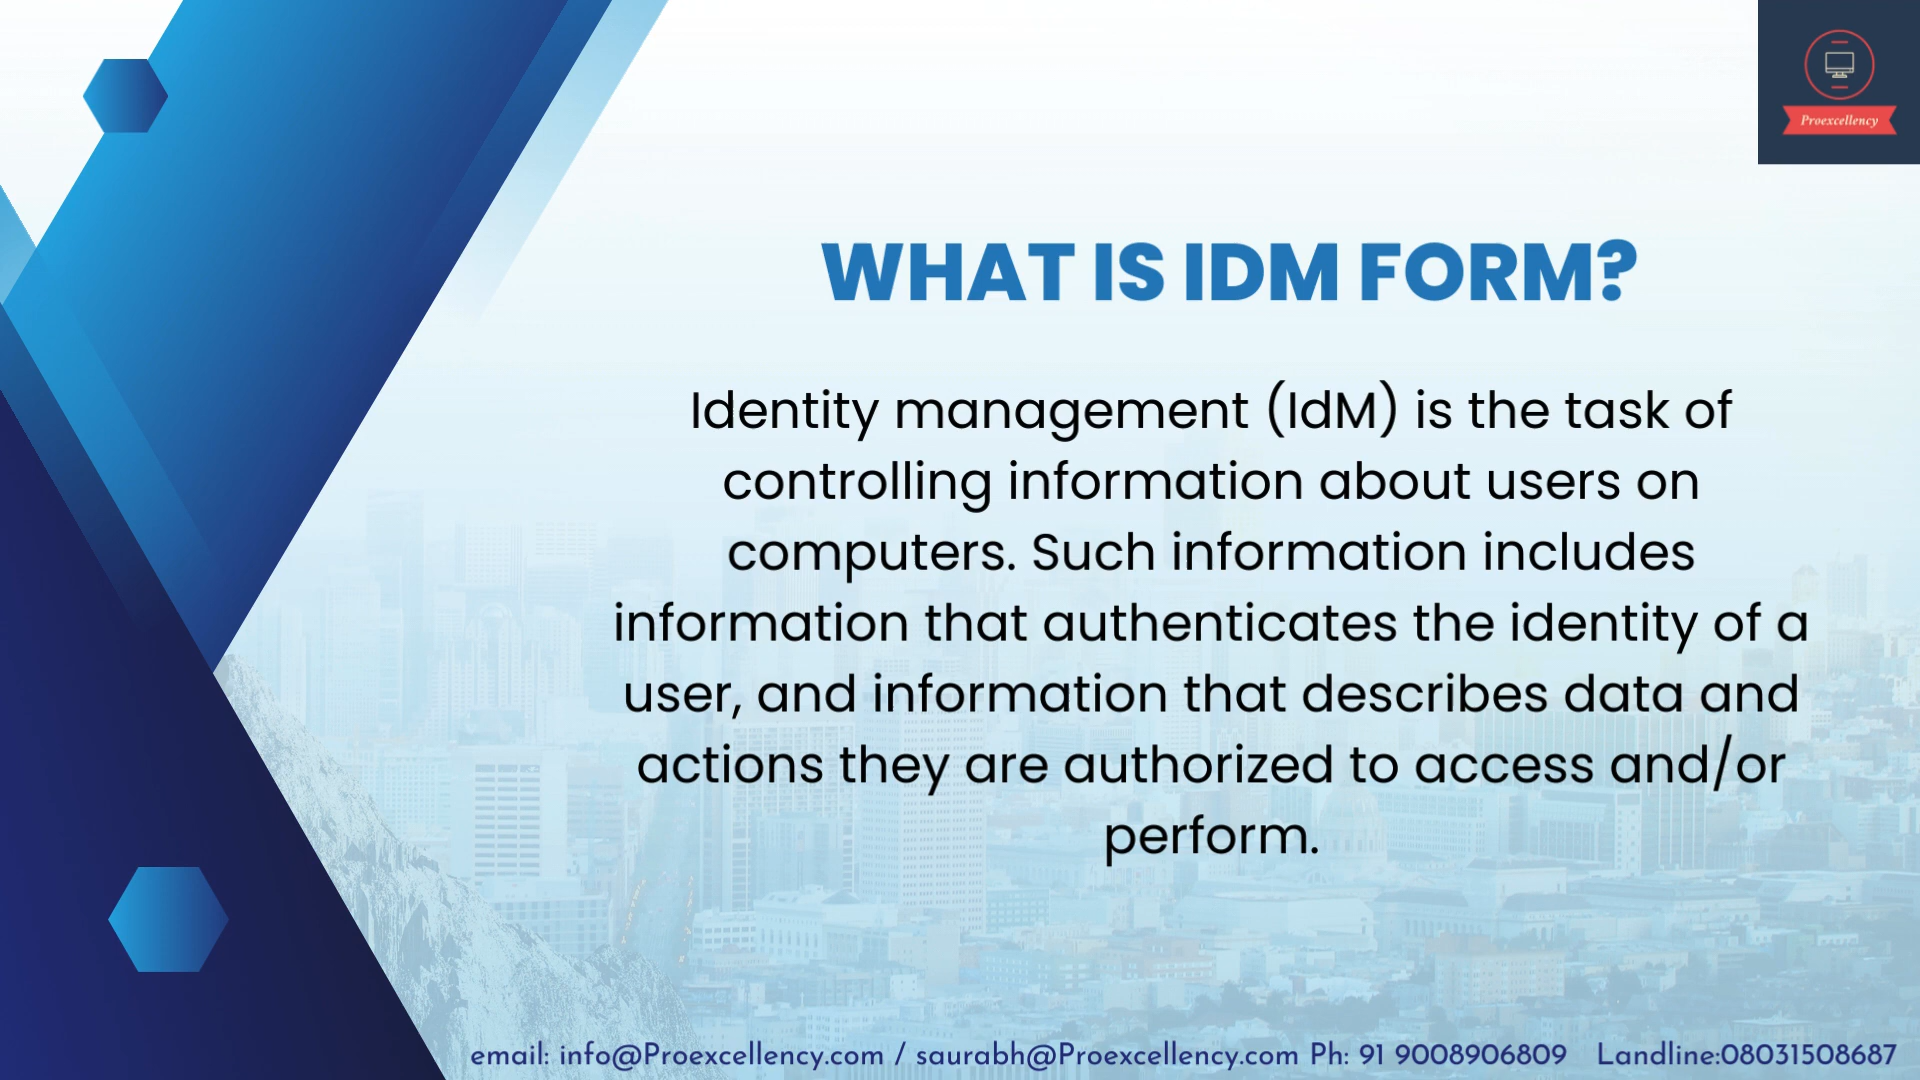 Proexcellency
WHAT IS IDM FORM?
Identity management (IdM) is the task of
controlling information about users on
computers. Such information includes
information that authenticates the identity of a
user, and information that describes data and
actions they are authorized to access and/or
perform.
email: info@Proexcellency.com / saurabh@Proexcellency.com Ph: 91 9008906809 Landline:08031508687